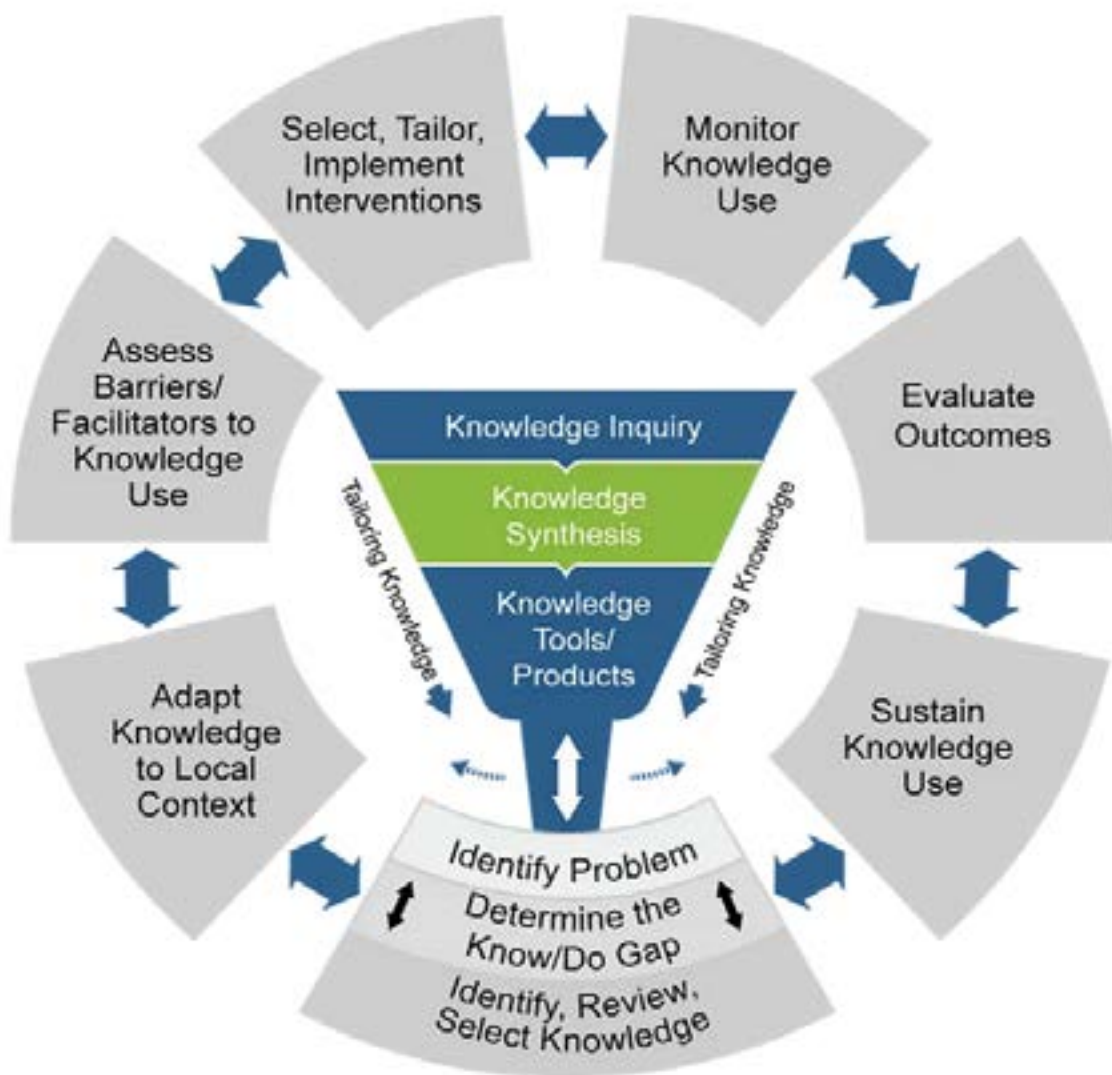 Select, Tailor,
Implement
Interventions
Monitor
Knowledge
Use
Assess
Barriers/
Facilitators to
Knowledge
Use
Evaluate
Outcomes
Knowledge Inquiry
Knowledge
Synthesis
Knowledge
Tools/
Products
Tailoring Knowledge
Tailoring Knowledge
Adapt
Knowledge
to Local
Context
Sustain
Knowledge
Use
Identify Problem
Determine the
Know/Do Gap
Identify, Review,
Select Knowledge